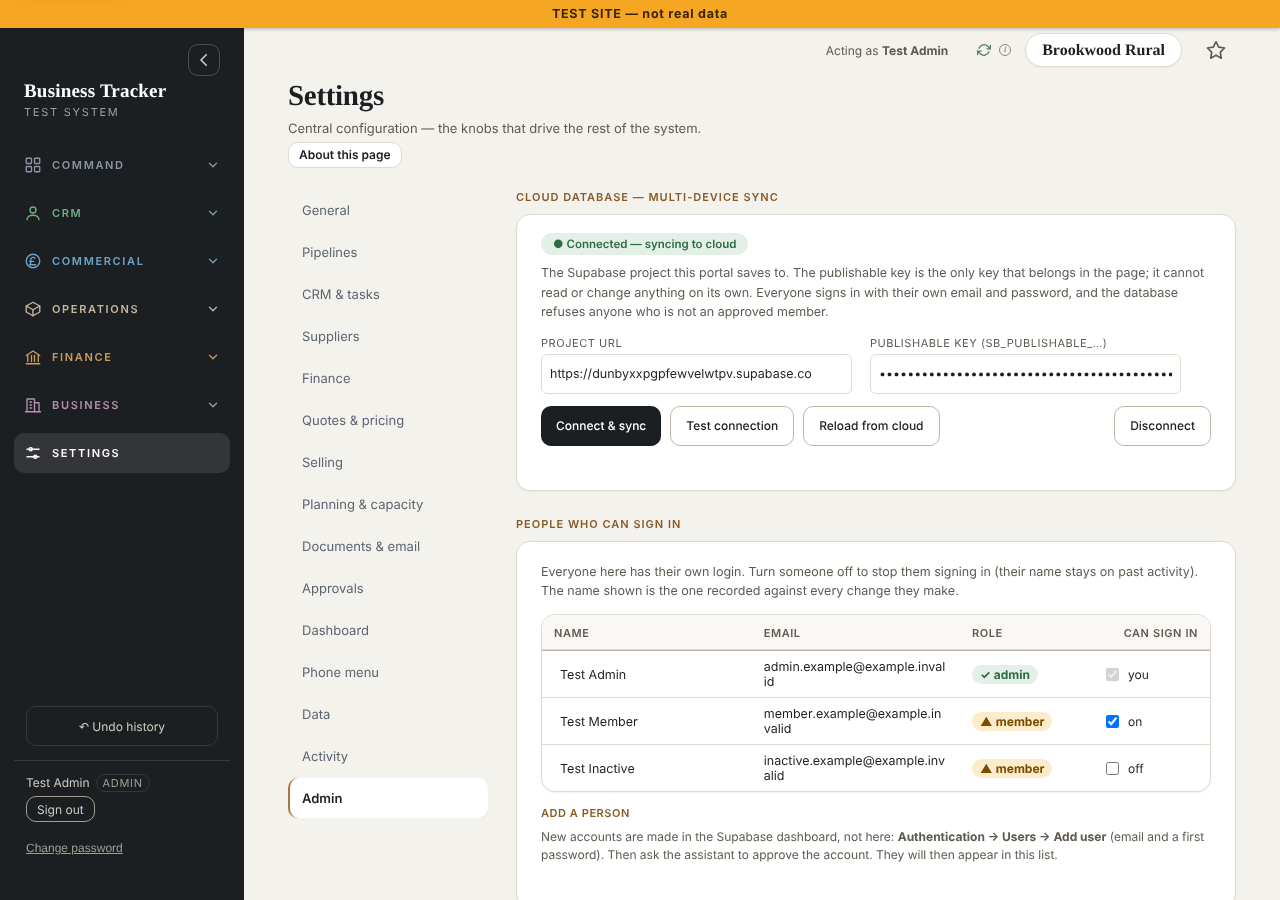 TEST SITE — not real data
Business Tracker
TEST SYSTEM
COMMAND
CRM
COMMERCIAL
OPERATIONS
FINANCE
BUSINESS
SETTINGS
↶ Undo history
Test Admin ADMIN
Sign out
Change password
Acting as Test Admin
Brookwood Rural
Settings
Central configuration — the knobs that drive the rest of the system.
About this page
General
Pipelines
CRM & tasks
Suppliers
Finance
Quotes & pricing
Selling
Planning & capacity
Documents & email
Approvals
Dashboard
Phone menu
Data
Activity
Admin
CLOUD DATABASE — MULTI-DEVICE SYNC
● Connected — syncing to cloud
The Supabase project this portal saves to. The publishable key is the only key that belongs in the page; it cannot
read or change anything on its own. Everyone signs in with their own email and password, and the database
refuses anyone who is not an approved member.
PROJECT URL
https://dunbyxxpgpfewvelwtpv.supabase.co
PUBLISHABLE KEY (SB_PUBLISHABLE_…)
Connect & sync
Test connection
Reload from cloud
Disconnect
PEOPLE WHO CAN SIGN IN
Everyone here has their own login. Turn someone off to stop them signing in (their name stays on past activity).
The name shown is the one recorded against every change they make.
NAME EMAIL ROLE CAN SIGN IN
Test Admin admin.example@example.inval
id ✓ admin you
Test Member member.example@example.in
valid ▲ member on
Test Inactive inactive.example@example.inv
alid ▲ member off
ADD A PERSON
New accounts are made in the Supabase dashboard, not here: Authentication → Users → Add user (email and a first
password). Then ask the assistant to approve the account. They will then appear in this list.